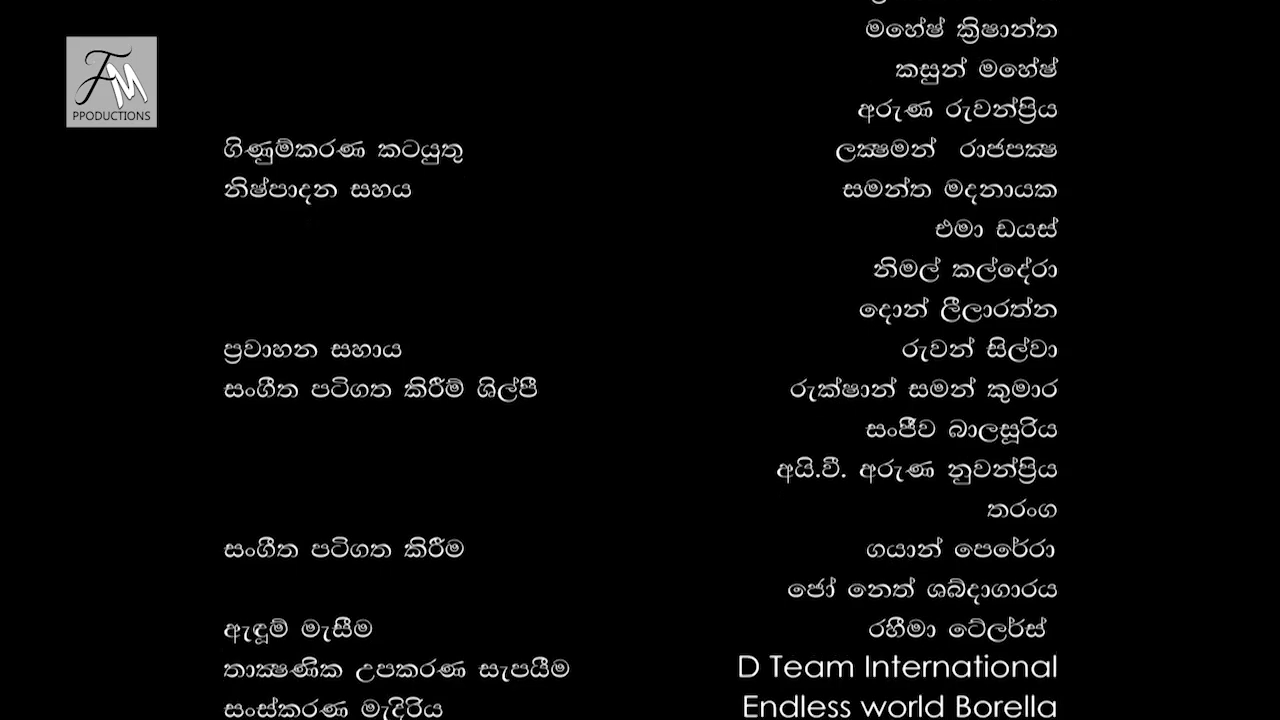 මහේෂ් ක්‍රිෂාන්ත
FM
PPODUCTIONS
කසුන් මහේෂ්
අරුණ රුවන්ප්‍රිය
ගිණුම්කරණ කටයුතු ලක්‍ෂමන් රාජපක්‍ෂ
නිෂ්පාදන සහය සමන්ත මදනායක
එමා ඩයස්
නිමල් කල්දේරා
දොන් ලීලාරත්න
ප්‍රවාහන සහාය රුවන් සිල්වා
සංගීත පටිගත කිරීම් ශිල්පී රුක්ෂාන් සමන් කුමාර
සංජීව බාලසූරිය
අයි.වී. අරුණ නුවන්ප්‍රිය
තරංග
සංගීත පටිගත කිරීම ගයාන් පෙරේරා
ජෝ නෙත් ශබ්දාගාරය
ඇඳූම් මැසීම රහීමා ටේලර්ස්
තාක්‍ෂණික උපකරණ සැපයීම D Team International
සංස්කරණ මැදිරිය Endless world Borella